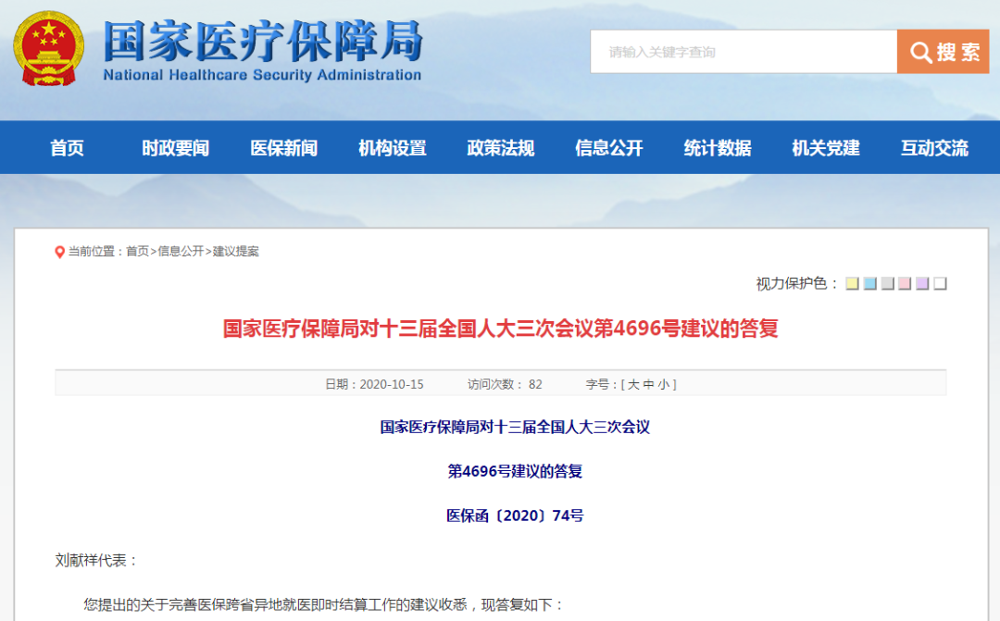 国家医疗保障局
National Healthcare Security Administration
请输入关键字查询
搜 索
首页 时政要闻 医保新闻 机构设置 政策法规 信息公开 统计数据 机关党建 互动交流
当前位置：首页>信息公开>建议提案
视力保护色：
国家医疗保障局对十三届全国人大三次会议第4696号建议的答复
日期：2020-10-15 访问次数： 82 字号：[ 大 中 小 ]
国家医疗保障局对十三届全国人大三次会议
第4696号建议的答复
医保函〔2020〕74号
刘献祥代表：
您提出的关于完善医保跨省异地就医即时结算工作的建议收悉，现答复如下：